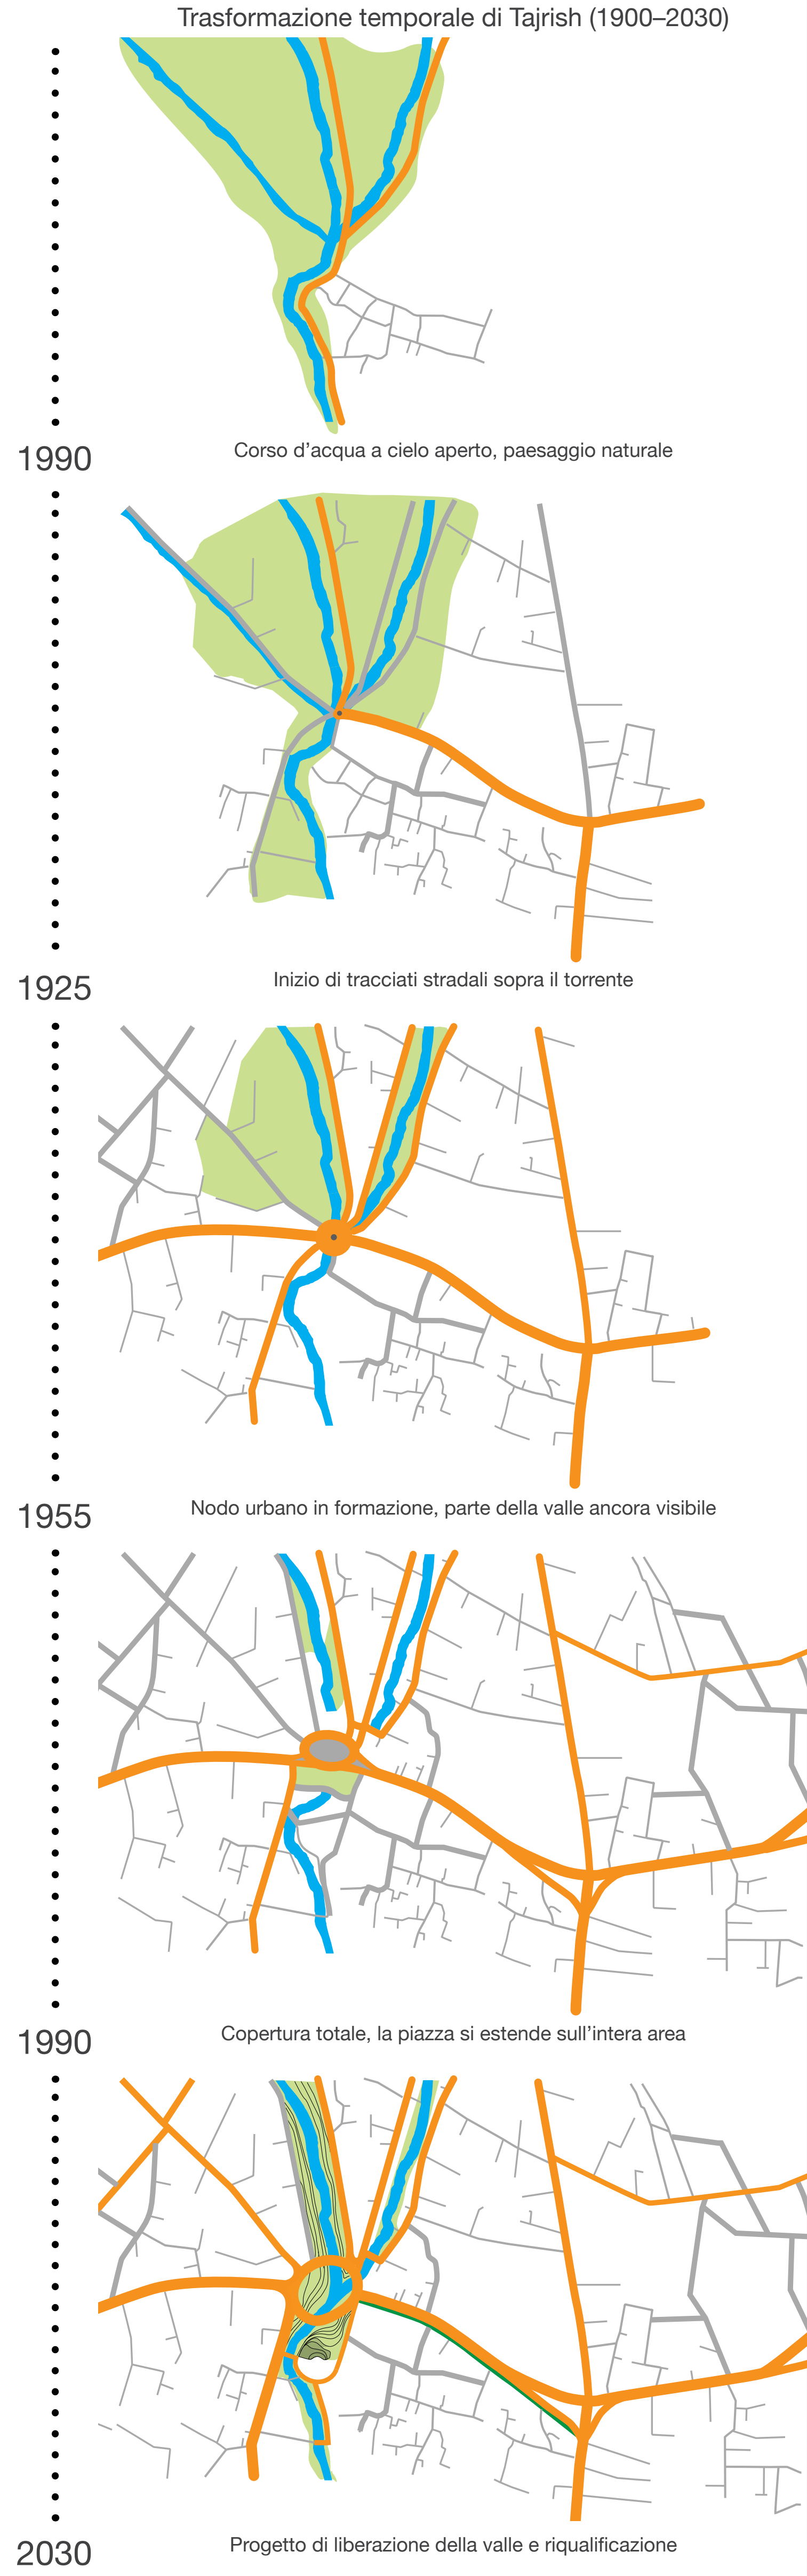 Trasformazione temporale di Tajrish (1900–2030)
1990
Corso d’acqua a cielo aperto, paesaggio naturale
1925
Inizio di tracciati stradali sopra il torrente
1955
Nodo urbano in formazione, parte della valle ancora visibile
1990
Copertura totale, la piazza si estende sull’intera area
2030
Progetto di liberazione della valle e riqualificazione